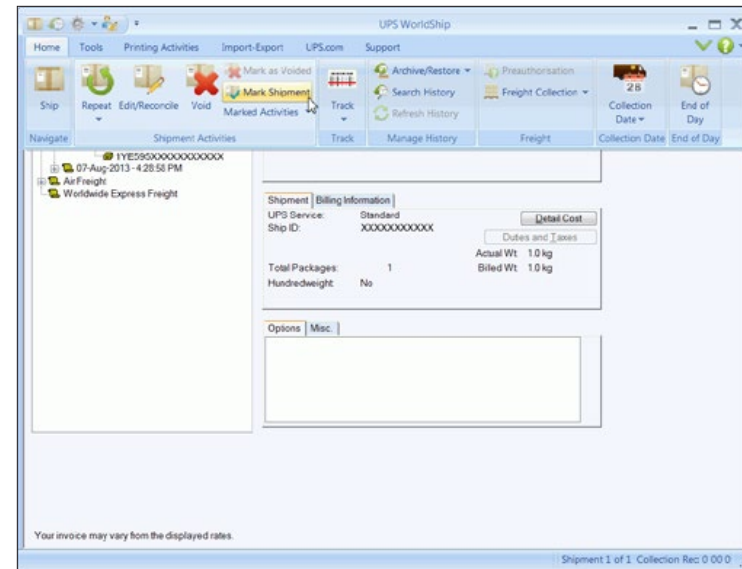 UPS WorldShip
Home Tools Printing Activities Import-Export UPS.com Support
Ship
Repeat
Edit/Reconcile
Void
Mark as Voided
Mark Shipment
Marked Activities
Track
Archive/Restore
Search History
Refresh History
Preauthorisation
Freight Collection
28
Collection
Date
End of
Day
Navigate Shipment Activities Track Manage History Freight Collection Date End of Day
07-Aug-2013 - 4:28:58 PM
Air Freight
Worldwide Express Freight
Shipment Billing Information
UPS Service: Standard
Detail Cost
Ship ID: XXXXXXXXXXX
Duties and Taxes
Actual Wt 1.0 kg
Total Packages: 1 Billed Wt 1.0 kg
Hundredweight No
Options Misc.
Your invoice may vary from the displayed rates.
Shipment 1 of 1 Collection Rec: 0 00 0